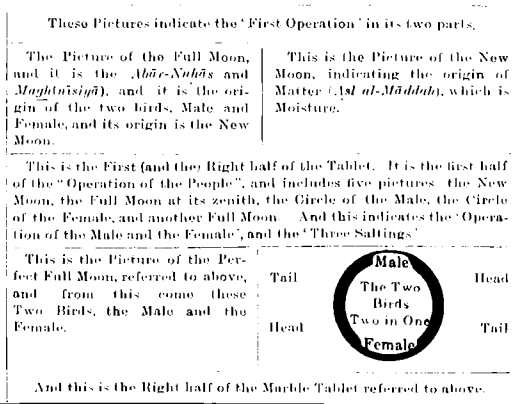 These Pictures indicate the 'First Operation' in its two parts.
The Picture of the Full Moon,
and it is the Abār-Nuḥās and
Maghnīsiyā), and it is the ori-
gin of the two birds, Male and
Female, and its origin is the New
Moon.
This is the Picture of the New
Moon, indicating the origin of
Matter (Aṣl al-Māddah), which is
Moisture.
This is the First (and the) Right half of the Tablet. It is the first half
of the "Operation of the People", and includes five pictures the New
Moon, the Full Moon at its zenith, the Circle of the Male, the Circle
of the Female, and another Full Moon. And this indicates the 'Opera-
tion of the Male and the Female', and the 'Three Saltings'
This is the Picture of the Per-
fect Full Moon, referred to above,
and from this come these
Two Birds, the Male and the
Female.
Tail
Male
Head
The Two
Birds
Two in One
Head
Tail
Female
And this is the Right half of the Marble Tablet referred to above.